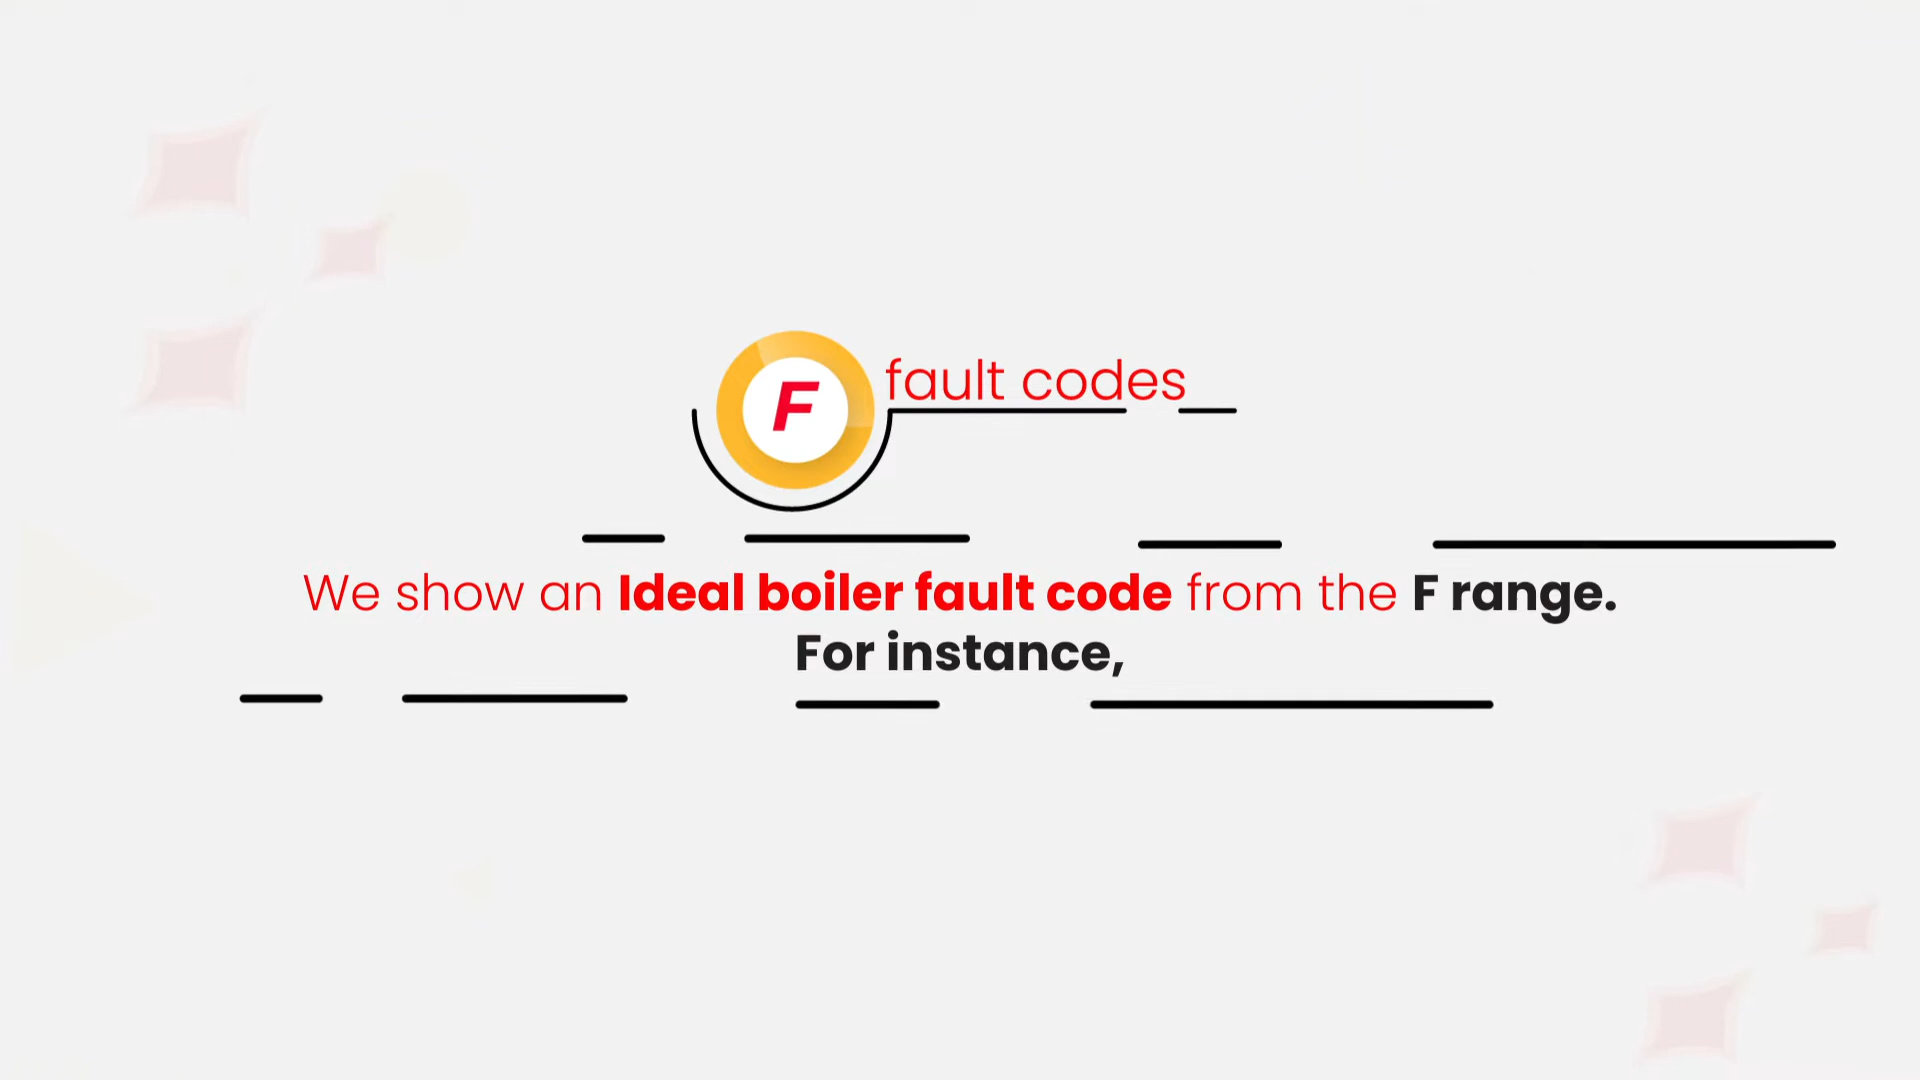 F fault codes
We show an Ideal boiler fault code from the F range.
For instance,